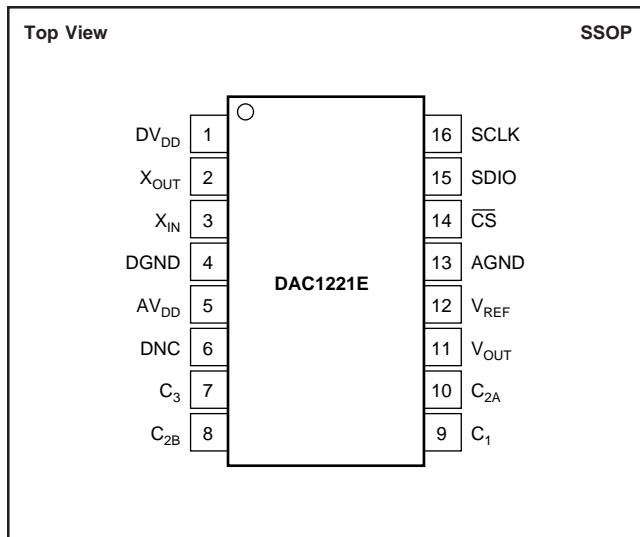 Top View SSOP
DV_DD 1 16 SCLK
X_OUT 2 15 SDIO
X_IN 3 14 C̅S̅
DGND 4 13 AGND
DAC1221E
AV_DD 5 12 V_REF
DNC 6 11 V_OUT
C_3 7 10 C_2A
C_2B 8 9 C_1